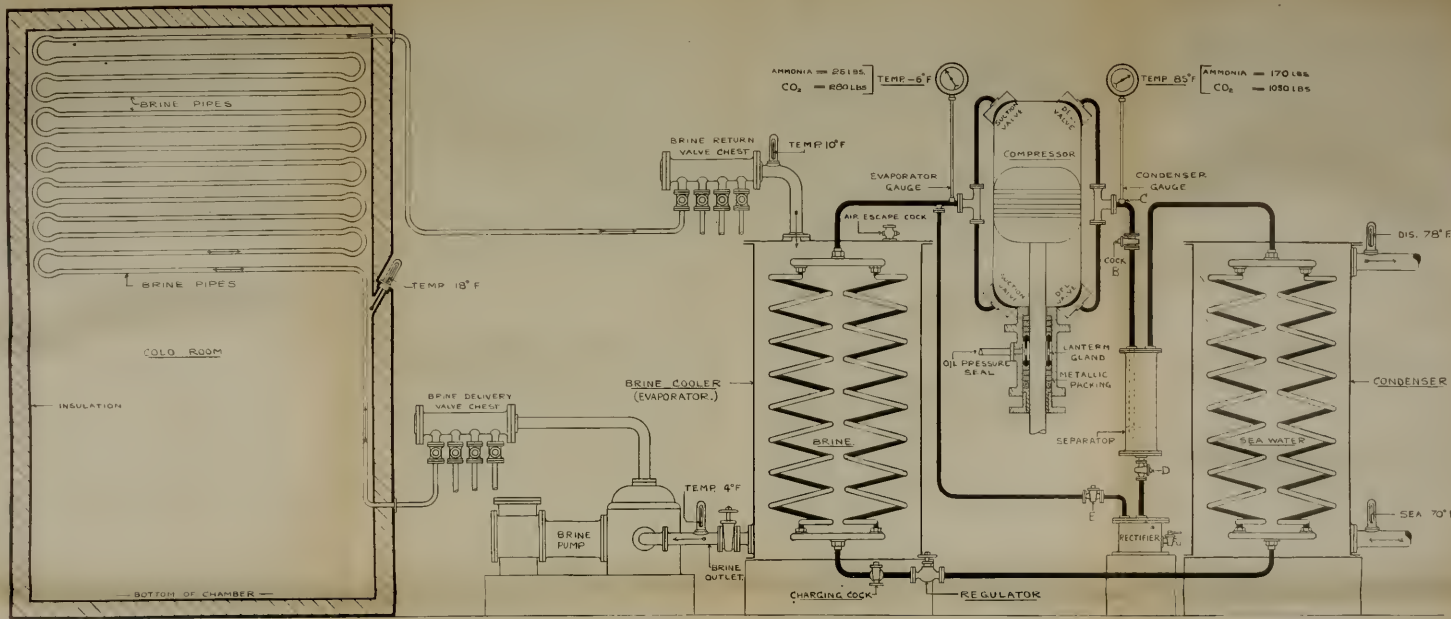 BRINE PIPES
BRINE PIPES
TEMP 18°F
COLD ROOM
INSULATION
BOTTOM OF CHAMBER
BRINE RETURN
VALVE CHEST
TEMP. 10°F
BRINE DELIVERY
VALVE CHEST
BRINE
PUMP
TEMP. 4°F
BRINE
OUTLET.
AMMONIA = 25 LBS.
CO₂ = 280 LBS
TEMP. -6°F
EVAPORATOR
GAUGE
AIR ESCAPE COCK
BRINE COOLER
(EVAPORATOR.)
BRINE
CHARGING COCK
REGULATOR
SUCTION
VALVE
VALVE
COMPRESSOR
SUCTION
VALVE
DEL.
VALVE
OIL PRESSURE
SEAL
LANTERN
GLAND
METALLIC
PACKING
TEMP 85°F
AMMONIA = 170 LBS
CO₂ = 1050 LBS
CONDENSER
GAUGE
C
COCK
B
SEPARATOR
D
E
RECTIFIER
DIS. 78°F
CONDENSER
SEA WATER
SEA 70°F